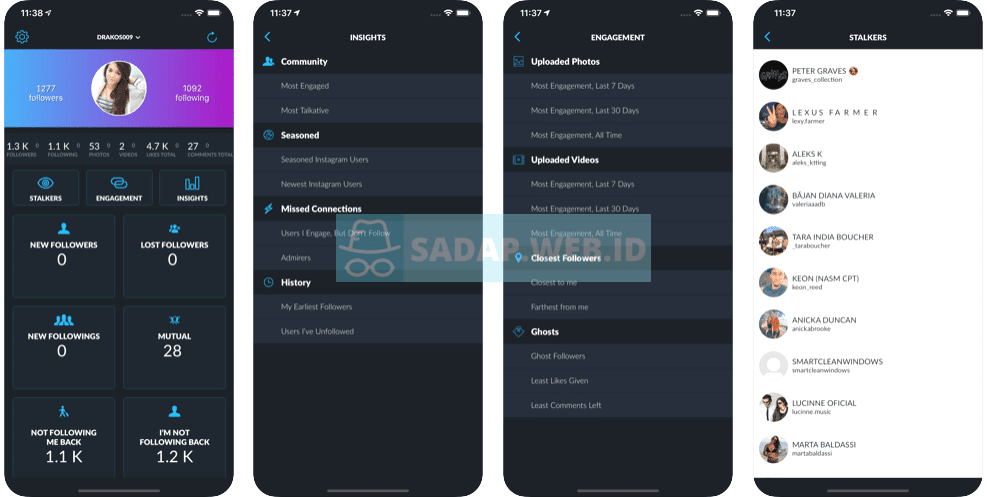 11:38
DRAKOS009
1277
followers
1092
following
1.3 K 0
FOLLOWERS
1.1 K 0
FOLLOWING
53 0
PHOTOS
2 0
VIDEOS
4.7 K 0
LIKES TOTAL
27 0
COMMENTS TOTAL
STALKERS
ENGAGEMENT
INSIGHTS
NEW FOLLOWERS
0
LOST FOLLOWERS
0
NEW FOLLOWINGS
0
MUTUAL
28
NOT FOLLOWING
ME BACK
1.1 K
I'M NOT
FOLLOWING BACK
1.2 K
11:37
INSIGHTS
Community
Most Engaged
Most Talkative
Seasoned
Seasoned Instagram Users
Newest Instagram Users
Missed Connections
Users I Engage, But Don't Follow
Admirers
History
My Earliest Followers
Users I've Unfollowed
11:37
ENGAGEMENT
Uploaded Photos
Most Engagement, Last 7 Days
Most Engagement, Last 30 Days
Most Engagement, All Time
Uploaded Videos
Most Engagement, Last 7 Days
Most Engagement, Last 30 Days
Most Engagement, All Time
Closest Followers
Closest to me
Farthest from me
Ghosts
Ghost Followers
Least Likes Given
Least Comments Left
SADAP.WEB.ID
11:37
STALKERS
PETER GRAVES
graves_collection
L E X U S F A R M E R
lexy.farmer
ALEKS K
aleks_ktting
BĂJAN DIANA VALERIA
valeriaaadb
TARA INDIA BOUCHER
_taraboucher
KEON (NASM CPT)
keon_reed
ANICKA DUNCAN
anickabrooke
SMARTCLEANWINDOWS
smartcleanwindows
LUCINNE OFICIAL
lucinne.music
MARTA BALDASSI
martabaldassi